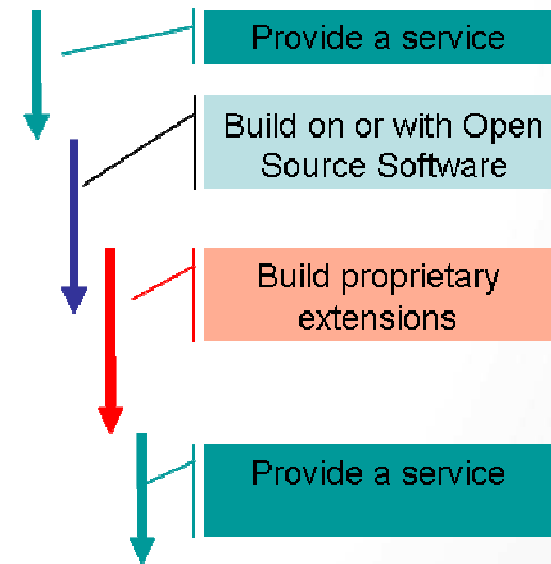 Provide a service
Build on or with Open
Source Software
Build proprietary
extensions
Provide a service